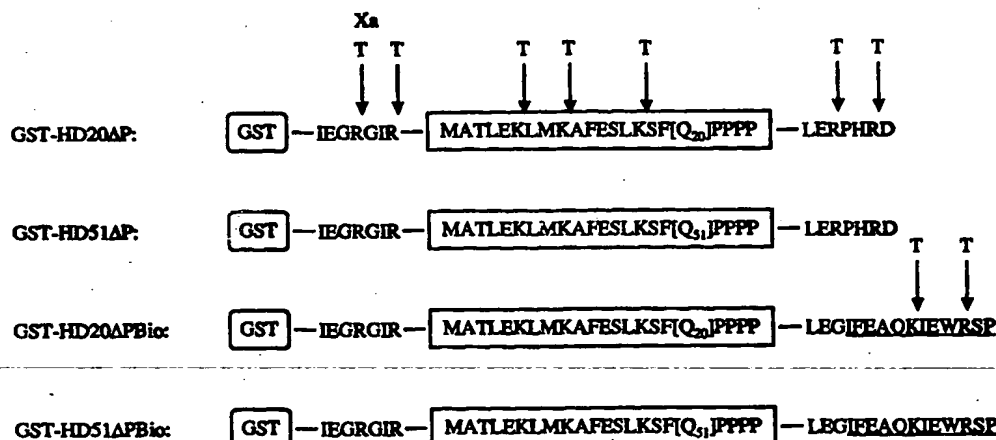 Xa
T T T T T T T
GST-HD20ΔP: GST IEGRGIR MATLEKLMKAFESLKSF[Q20]PPPP LERPHRD
GST-HD51ΔP: GST IEGRGIR MATLEKLMKAFESLKSF[Q51]PPPP LERPHRD
T T
GST-HD20ΔPBio: GST IEGRGIR MATLEKLMKAFESLKSF[Q20]PPPP LEGIFEAQKIEWRSP
GST-HD51ΔPBio: GST IEGRGIR MATLEKLMKAFESLKSF[Q51]PPPP LEGIFEAQKIEWRSP